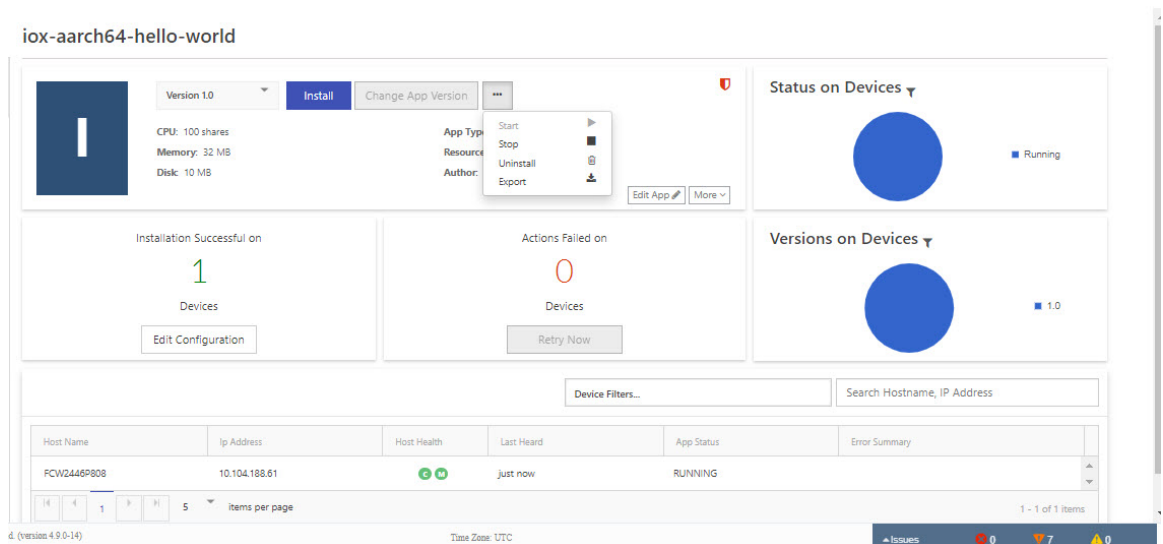 iox-aarch64-hello-world
I
Version 1.0
Install
Change App Version
...
CPU: 100 shares
Memory: 32 MB
Disk: 10 MB
App Typ
Resource
Author:
Start
Stop
Uninstall
Export
Edit App
More
Status on Devices
Running
Installation Successful on
1
Devices
Edit Configuration
Actions Failed on
0
Devices
Retry Now
Versions on Devices
1.0
Device Filters...
Search Hostname, IP Address
Host Name Ip Address Host Health Last Heard App Status Error Summary
FCW2446P808 10.104.188.61 C M just now RUNNING
1 5 items per page 1 - 1 of 1 items
d. (version 4.9.0-14) Time Zone: UTC Issues 0 7 0